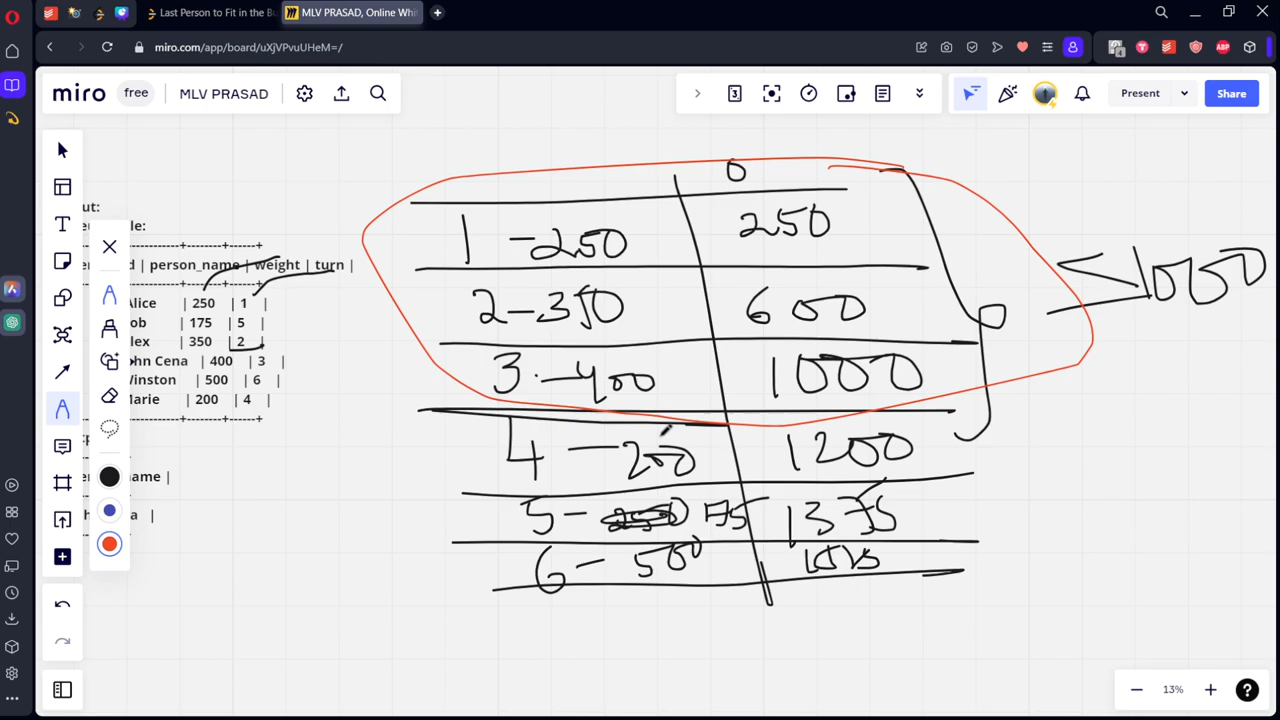 Last Person to Fit in the Bu
MLV PRASAD, Online Whi
miro.com/app/board/uXjVPvuUHeM=/
miro
free
MLV PRASAD
3
Present
Share
ut:
le:
d | person_name | weight | turn |
Alice | 250 | 1 |
ob | 175 | 5 |
lex | 350 | 2 |
hn Cena | 400 | 3 |
Winston | 500 | 6 |
Marie | 200 | 4 |
ame |
a |
0
1 - 250 250
2 - 350 600
3 - 400 1000
4 - 200 1200
5 - 175 1375
6 - 500
≤ 1000
13%